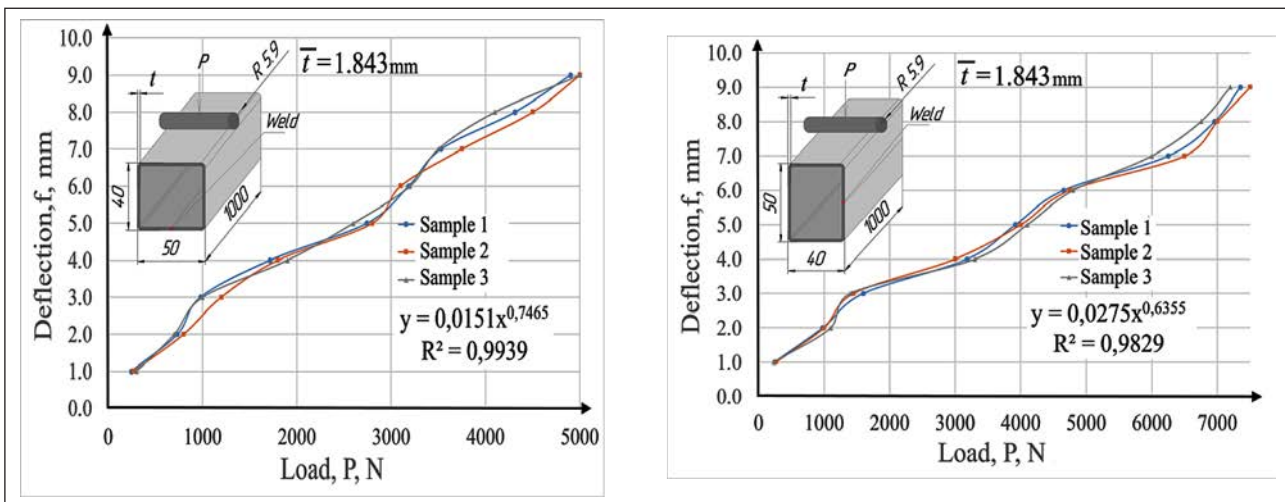 10.0
9.0
8.0
7.0
6.0
5.0
4.0
3.0
2.0
1.0
0.0
Deflection,f, mm
t
P
R 5.9
t = 1.843 mm
Weld
40
50
1000
Sample 1
Sample 2
Sample 3
y = 0,0151x^0,7465
R² = 0,9939
0 1000 2000 3000 4000 5000
Load, P, N
10.0
9.0
8.0
7.0
6.0
5.0
4.0
3.0
2.0
1.0
0.0
Deflection,f, mm
t
P
R 5.9
t = 1.843 mm
Weld
50
40
1000
Sample 1
Sample 2
Sample 3
y = 0,0275x^0,6355
R² = 0,9829
0 1000 2000 3000 4000 5000 6000 7000
Load, P, N